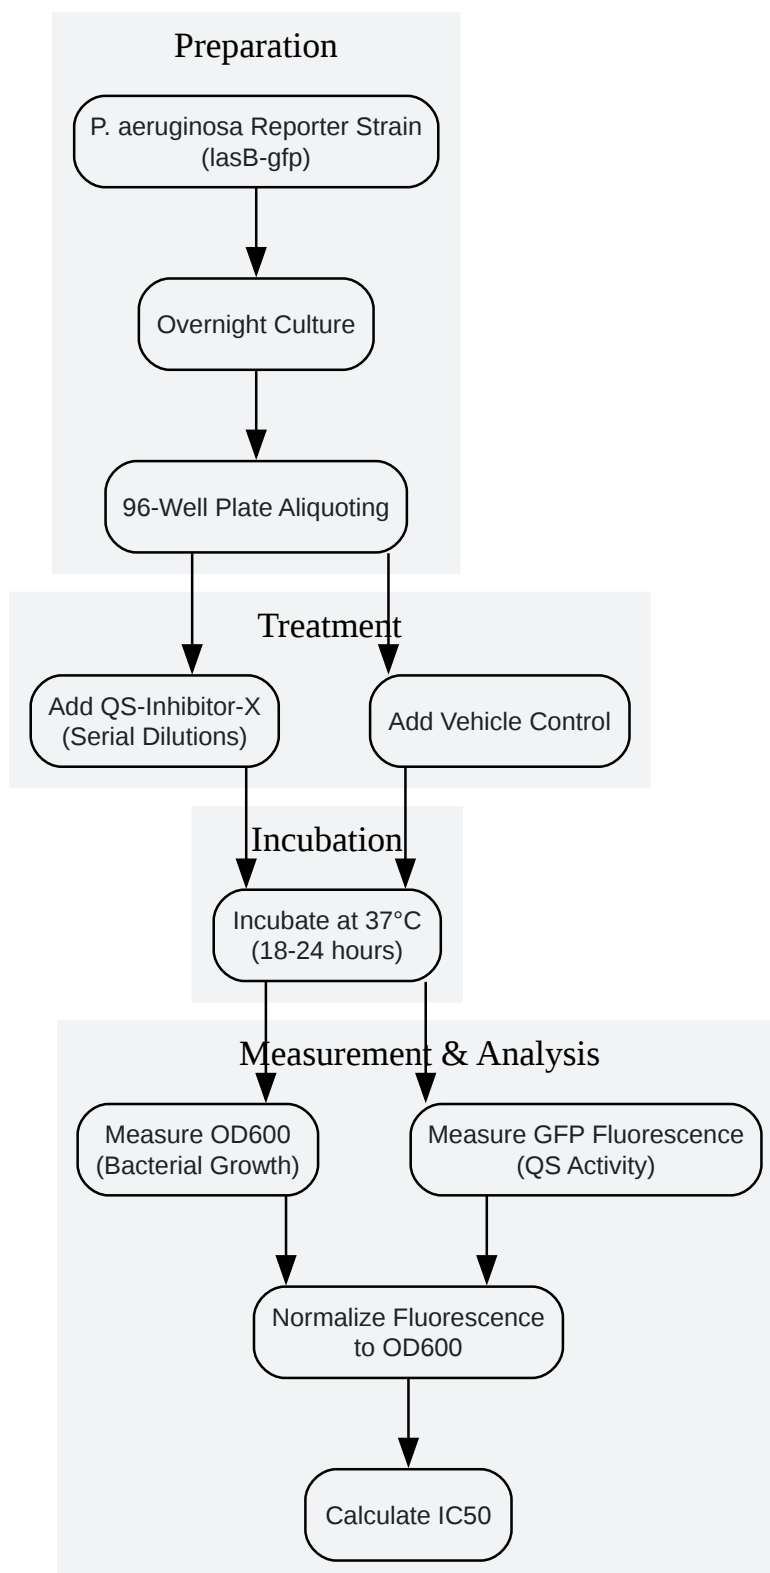 Preparation
P. aeruginosa Reporter Strain
(lasB-gfp)
Overnight Culture
96-Well Plate Aliquoting
Treatment
Add QS-Inhibitor-X
(Serial Dilutions)
Add Vehicle Control
Incubation
Incubate at 37°C
(18-24 hours)
Measurement & Analysis
Measure OD600
(Bacterial Growth)
Measure GFP Fluorescence
(QS Activity)
Normalize Fluorescence
to OD600
Calculate IC50